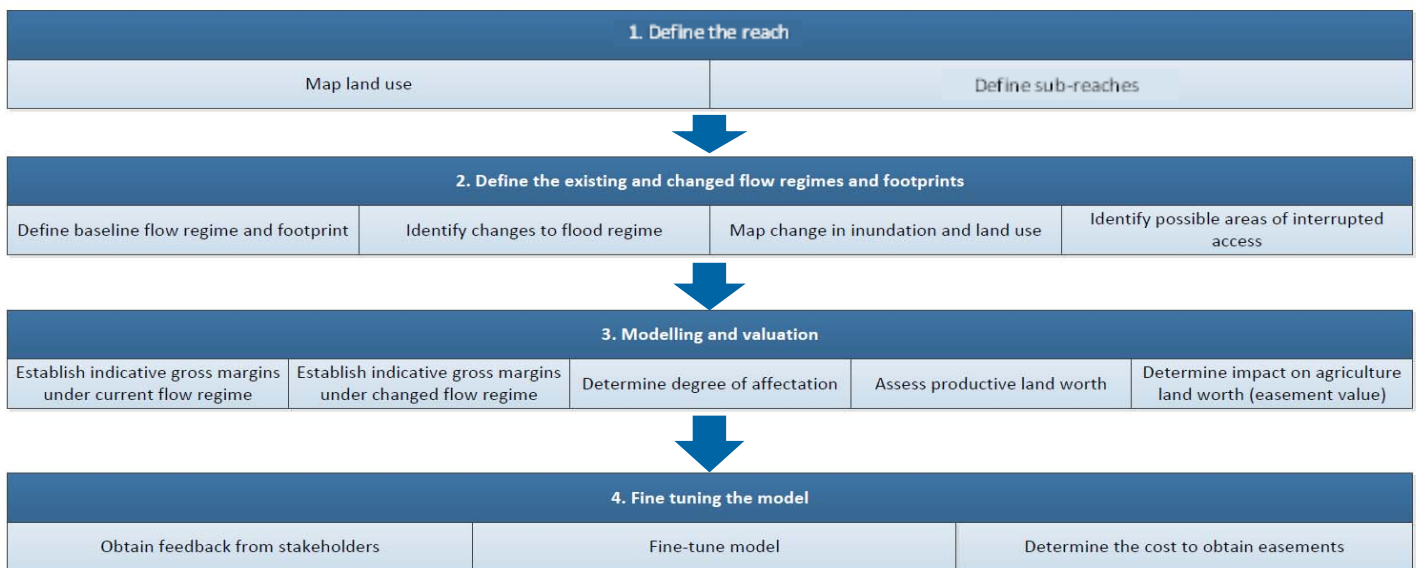 1. Define the reach
Map land use
Define sub-reaches
2. Define the existing and changed flow regimes and footprints
Define baseline flow regime and footprint
Identify changes to flood regime
Map change in inundation and land use
Identify possible areas of interrupted
access
3. Modelling and valuation
Establish indicative gross margins
under current flow regime
Establish indicative gross margins
under changed flow regime
Determine degree of affectation
Assess productive land worth
Determine impact on agriculture
land worth (easement value)
4. Fine tuning the model
Obtain feedback from stakeholders
Fine-tune model
Determine the cost to obtain easements